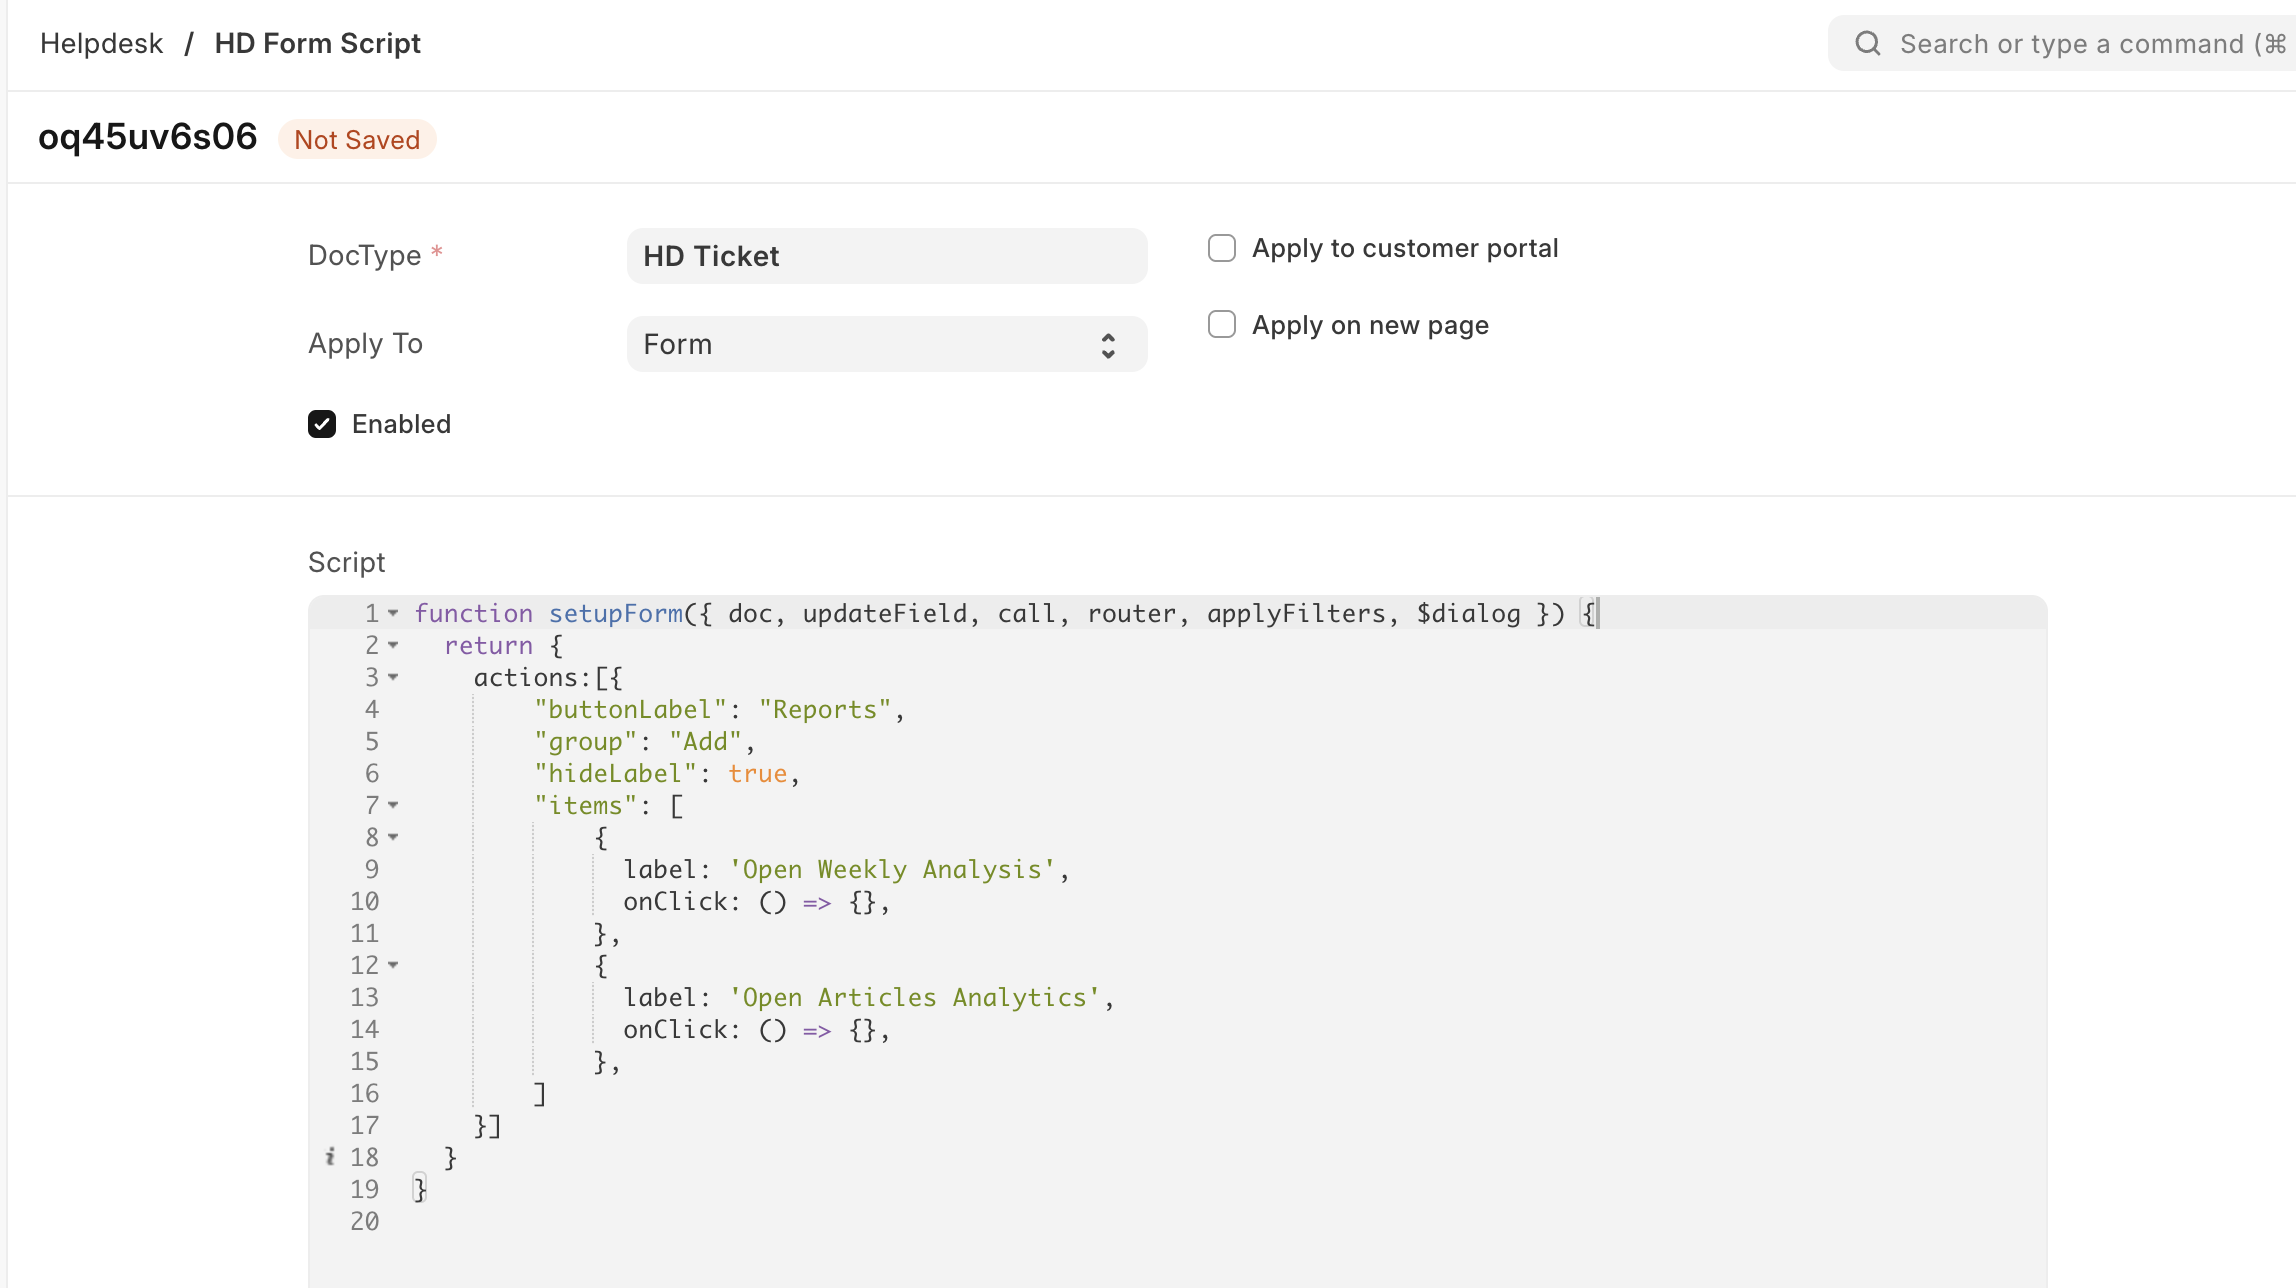 Helpdesk / HD Form Script
Search or type a command (⌘
oq45uv6s06 Not Saved
DocType *
HD Ticket
Apply to customer portal
Apply To
Form
Apply on new page
Enabled
Script
1 function setupForm({ doc, updateField, call, router, applyFilters, $dialog }) {
2 return {
3 actions:[{
4 "buttonLabel": "Reports",
5 "group": "Add",
6 "hideLabel": true,
7 "items": [
8 {
9 label: 'Open Weekly Analysis',
10 onClick: () => {},
11 },
12 {
13 label: 'Open Articles Analytics',
14 onClick: () => {},
15 },
16 ]
17 }]
i 18 }
19 }
20